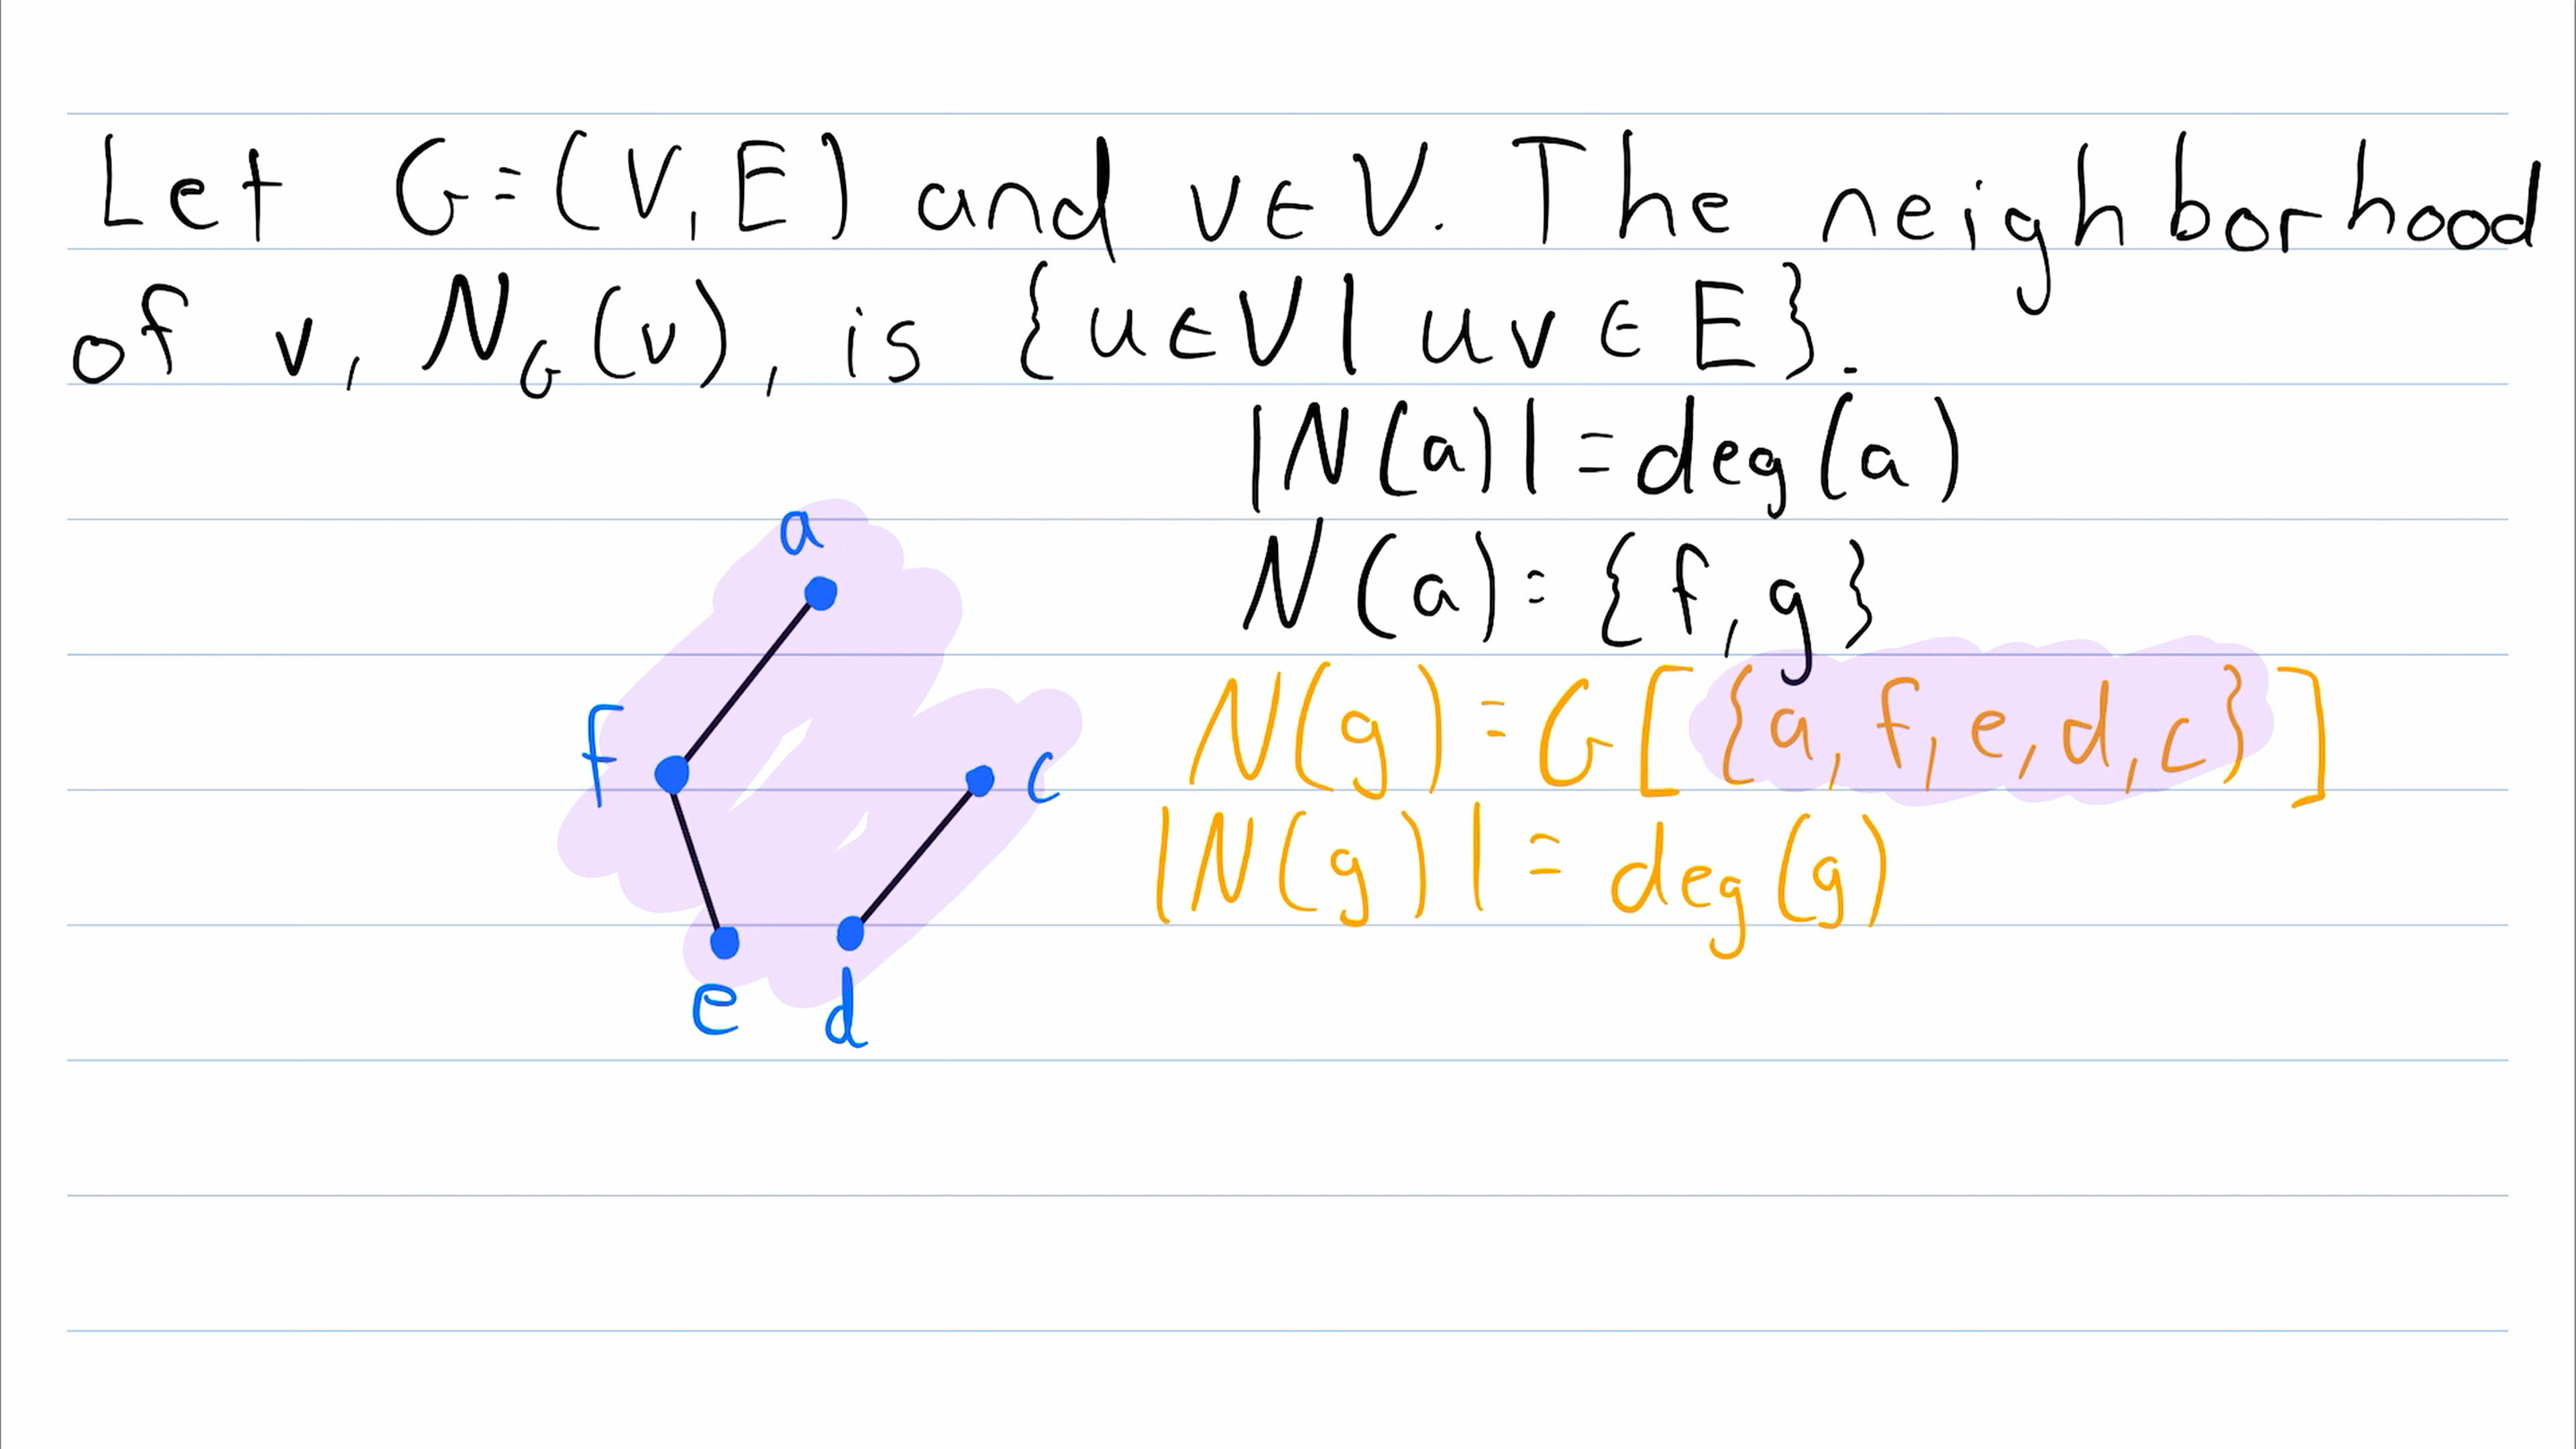 Let G=(V,E) and v∈V. The neighborhood
of v, N_G(v), is {u∈V | uv∈E}.
|N(a)|=deg(a)
N(a)={f,g}
N(g)=G[{a,f,e,d,c}]
|N(g)|=deg(g)
a
f
c
e
d